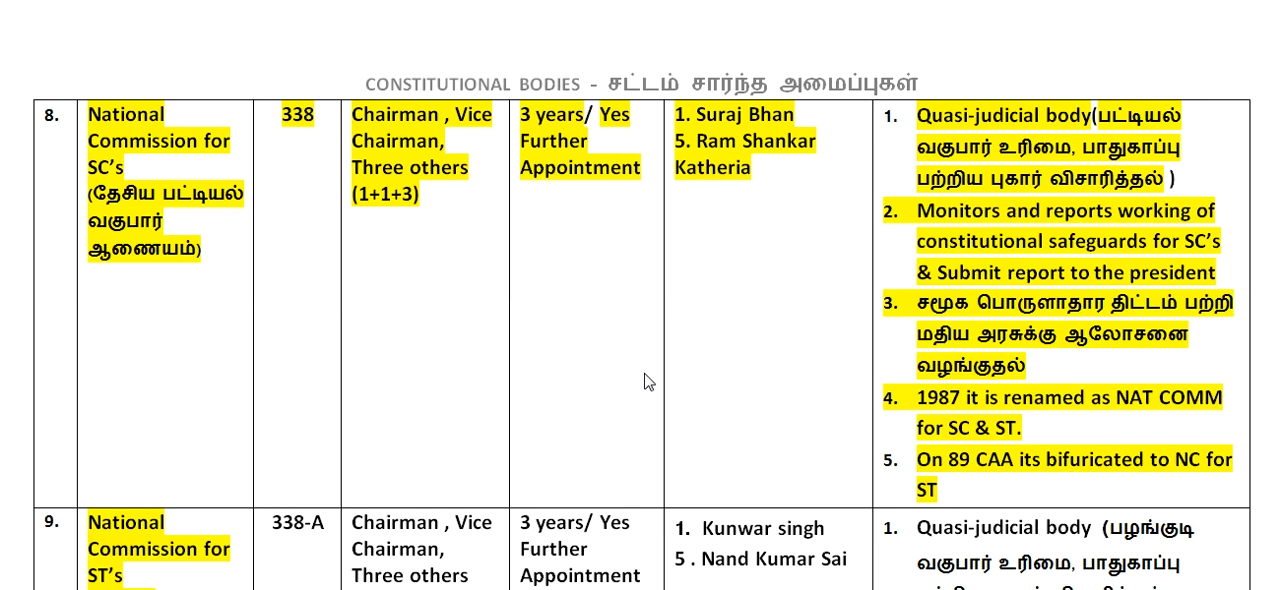 CONSTITUTIONAL BODIES - சட்டம் சார்ந்த அமைப்புகள்
8.
National
Commission for
SC’s
(தேசிய பட்டியல்
வகுபார்
ஆணையம்)
338
Chairman , Vice
Chairman,
Three others
(1+1+3)
3 years/ Yes
Further
Appointment
1. Suraj Bhan
5. Ram Shankar
Katheria
1. Quasi-judicial body(பட்டியல்
வகுபார் உரிமை, பாதுகாப்பு
பற்றிய புகார் விசாரித்தல் )
2. Monitors and reports working of
constitutional safeguards for SC’s
& Submit report to the president
3. சமூக பொருளாதார திட்டம் பற்றி
மதிய அரசுக்கு ஆலோசனை
வழங்குதல்
4. 1987 it is renamed as NAT COMM
for SC & ST.
5. On 89 CAA its bifuricated to NC for
ST
9.
National
Commission for
ST’s
338-A
Chairman , Vice
Chairman,
Three others
3 years/ Yes
Further
Appointment
1. Kunwar singh
5 . Nand Kumar Sai
1. Quasi-judicial body (பழங்குடி
வகுபார் உரிமை, பாதுகாப்பு